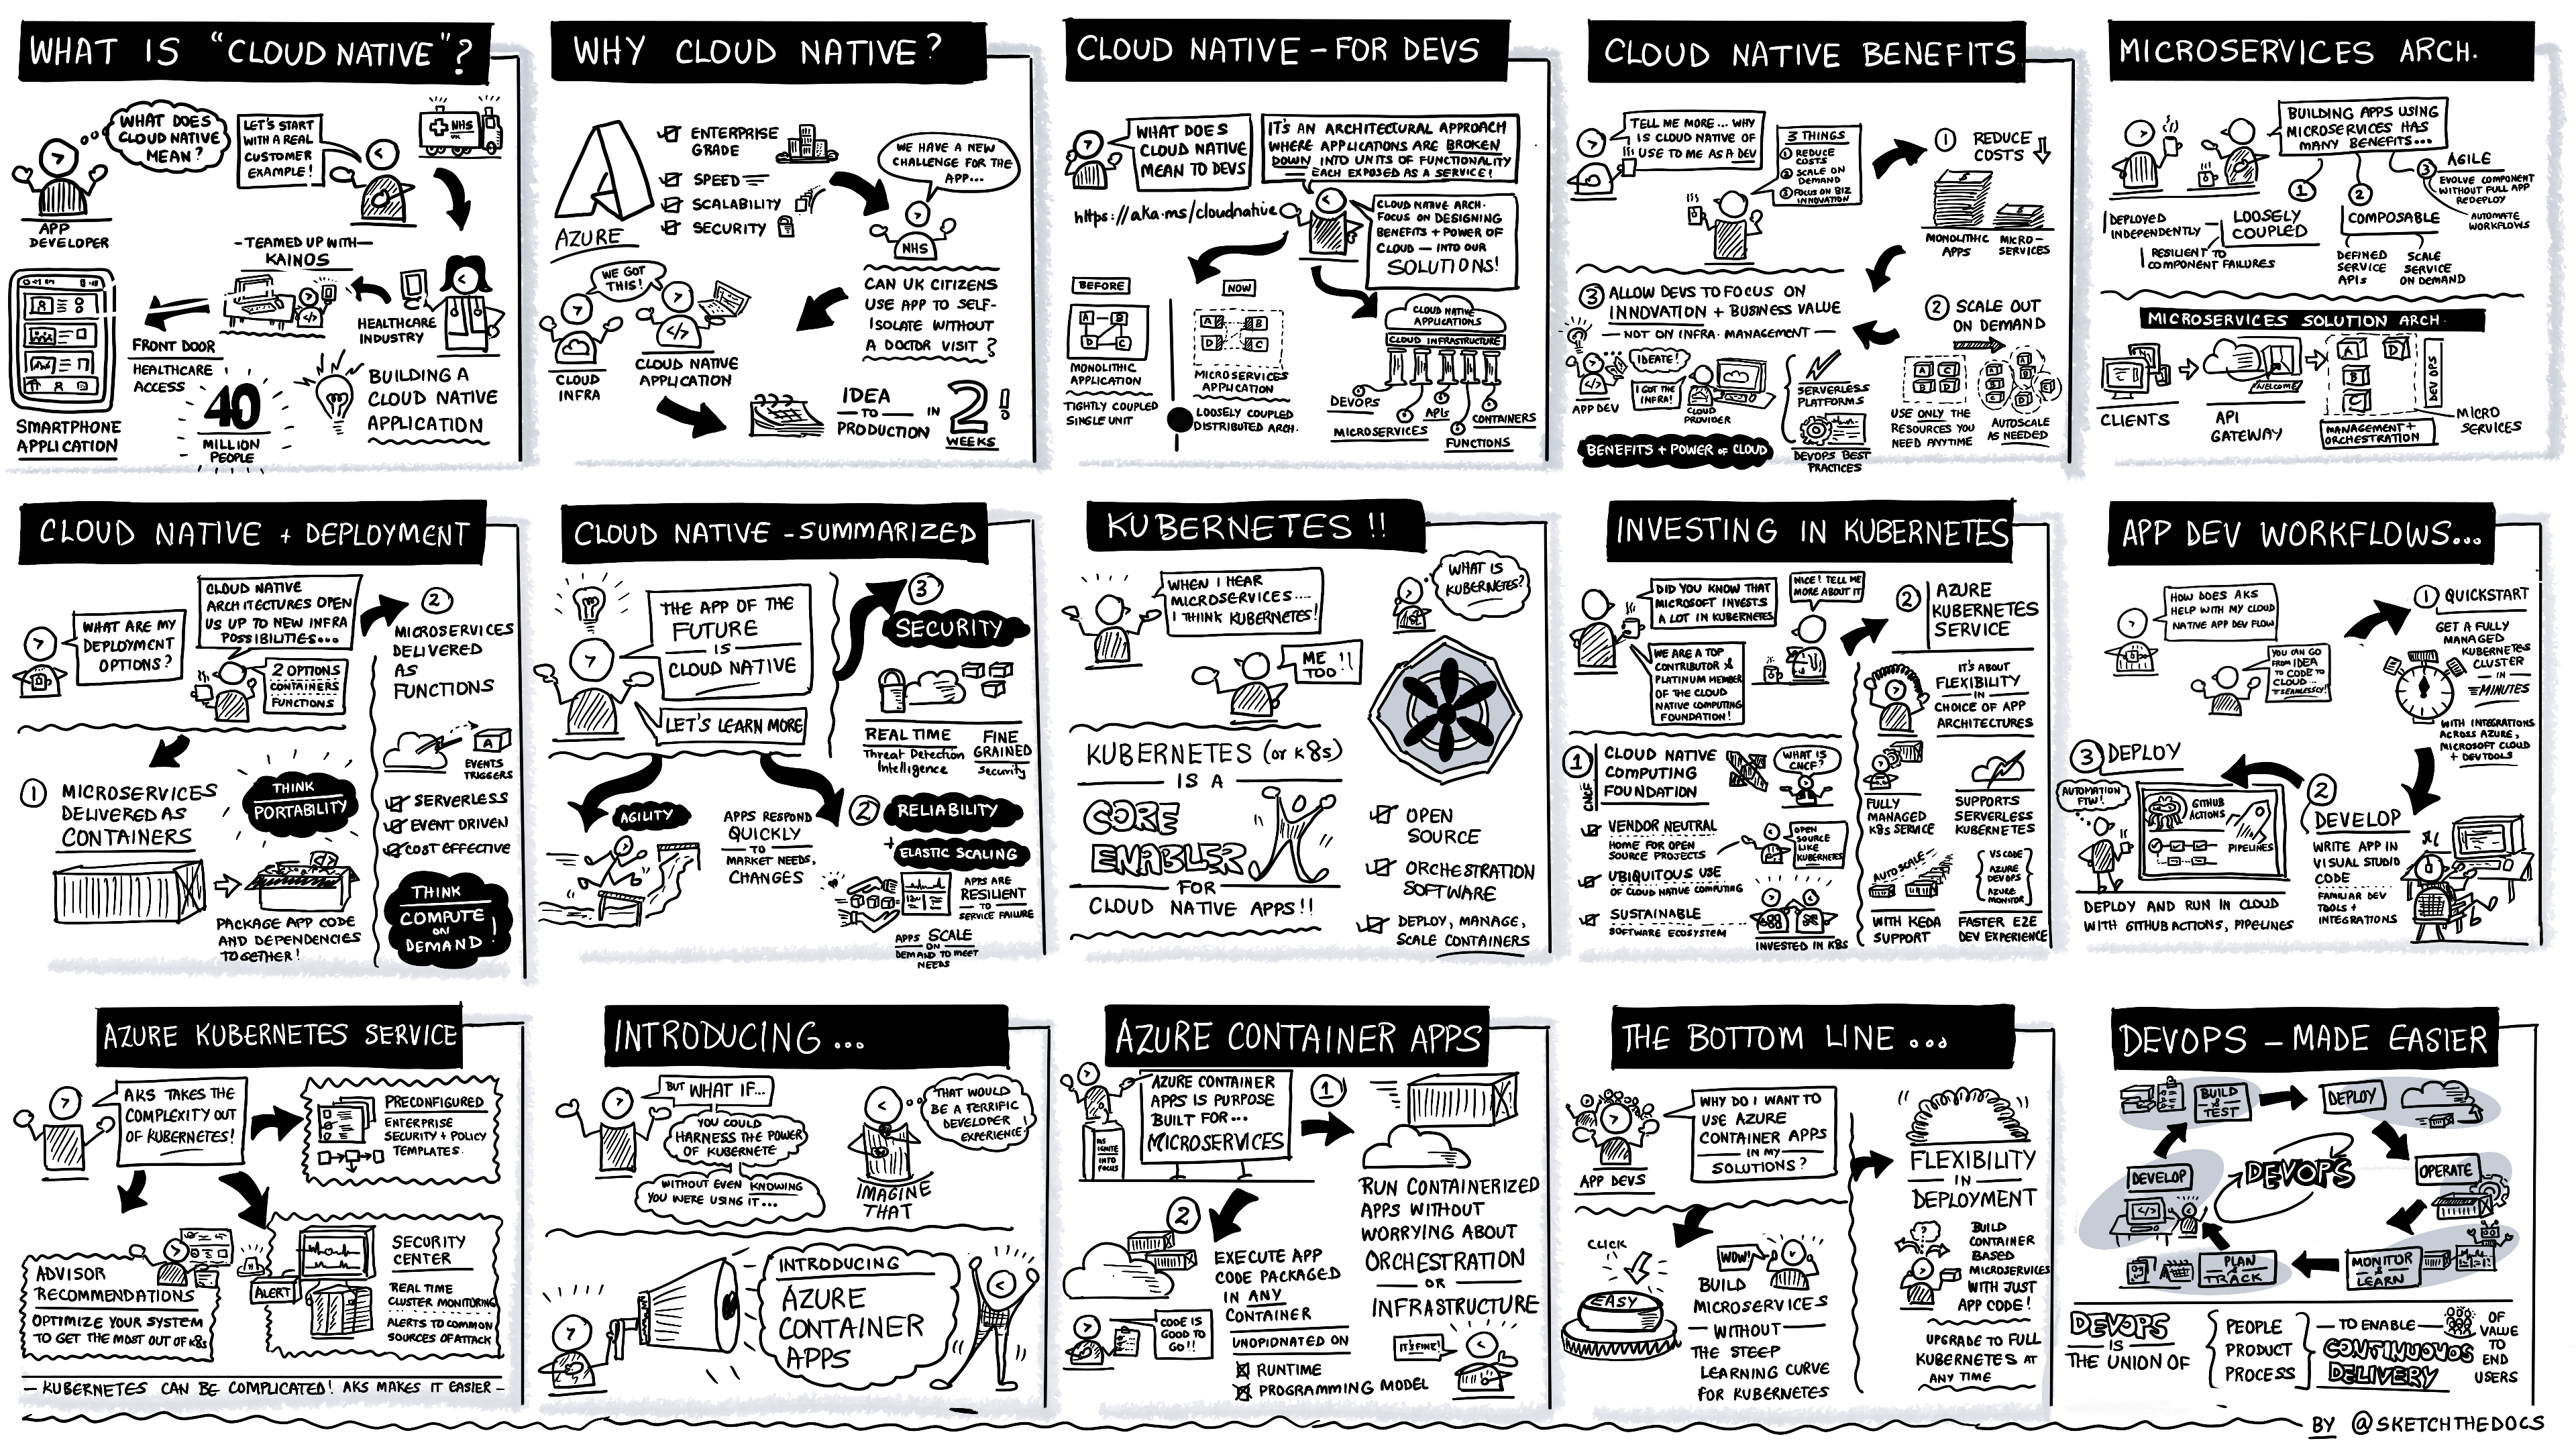 WHAT IS "CLOUD NATIVE"?
WHAT DOES
CLOUD NATIVE
MEAN?
LET'S START
WITH A REAL
CUSTOMER
EXAMPLE!
NHS
APP
DEVELOPER
-TEAMED UP WITH-
KAINOS
HEALTHCARE
INDUSTRY
FRONT DOOR
HEALTHCARE
ACCESS
SMARTPHONE
APPLICATION
40
MILLION
PEOPLE
BUILDING A
CLOUD NATIVE
APPLICATION
WHY CLOUD NATIVE?
AZURE
ENTERPRISE
GRADE
SPEED
SCALABILITY
SECURITY
WE HAVE A NEW
CHALLENGE FOR THE
APP...
NHS
CAN UK CITIZENS
USE APP TO SELF-
ISOLATE WITHOUT
A DOCTOR VISIT?
WE GOT
THIS!
</>
CLOUD
INFRA
CLOUD NATIVE
APPLICATION
IDEA
TO
PRODUCTION
IN
2!
WEEKS
CLOUD NATIVE - FOR DEVS
WHAT DOES
CLOUD NATIVE
MEAN TO DEVS
IT'S AN ARCHITECTURAL APPROACH
WHERE APPLICATIONS ARE BROKEN
DOWN INTO UNITS OF FUNCTIONALITY
EACH EXPOSED AS A SERVICE!
https://aka.ms/cloudnative
CLOUD NATIVE ARCH.
FOCUS ON DESIGNING
BENEFITS + POWER OF
CLOUD — INTO OUR
SOLUTIONS!
BEFORE
A B
D C
MONOLITHIC
APPLICATION
TIGHTLY COUPLED
SINGLE UNIT
NOW
A B
D C
MICROSERVICES
APPLICATION
LOOSELY COUPLED
DISTRIBUTED ARCH.
CLOUD NATIVE
APPLICATIONS
CLOUD INFRASTRUCTURE
DEVOPS
MICROSERVICES
APIs
FUNCTIONS
CONTAINERS
CLOUD NATIVE BENEFITS
TELL ME MORE... WHY
IS CLOUD NATIVE OF
USE TO ME AS A DEV
3 THINGS
1 REDUCE
COSTS
2 SCALE ON
DEMAND
3 FOCUS ON BIZ
INNOVATION
1 REDUCE
COSTS
MONOLITHIC
APPS
MICRO-
SERVICES
2 SCALE OUT
ON DEMAND
USE ONLY THE
RESOURCES YOU
NEED ANYTIME
AUTOSCALE
AS NEEDED
3 ALLOW DEVS TO FOCUS ON
INNOVATION + BUSINESS VALUE
— NOT ON INFRA. MANAGEMENT —
IDEATE!
I GOT THE
INFRA!
APP DEV
CLOUD
PROVIDER
SERVERLESS
PLATFORMS
DEVOPS BEST
PRACTICES
BENEFITS + POWER OF CLOUD
MICROSERVICES ARCH.
BUILDING APPS USING
MICROSERVICES HAS
MANY BENEFITS...
1
LOOSELY
COUPLED
DEPLOYED
INDEPENDENTLY
RESILIENT TO
COMPONENT FAILURES
2
COMPOSABLE
DEFINED
SERVICE
APIs
SCALE
SERVICE
ON DEMAND
3 AGILE
EVOLVE COMPONENT
WITHOUT FULL APP
REDEPLOY
AUTOMATE
WORKFLOWS
MICROSERVICES SOLUTION ARCH.
CLIENTS
WELCOME
API
GATEWAY
A D
B
C
DEV OPS
MANAGEMENT +
ORCHESTRATION
MICRO
SERVICES
CLOUD NATIVE + DEPLOYMENT
WHAT ARE MY
DEPLOYMENT
OPTIONS?
CLOUD NATIVE
ARCHITECTURES OPEN
US UP TO NEW INFRA
POSSIBILITIES...
2 OPTIONS
CONTAINERS
FUNCTIONS
1 MICROSERVICES
DELIVERED AS
CONTAINERS
THINK
PORTABILITY
</>
PACKAGE APP CODE
AND DEPENDENCIES
TOGETHER!
2
MICROSERVICES
DELIVERED
AS
FUNCTIONS
A
EVENTS
TRIGGERS
SERVERLESS
EVENT DRIVEN
COST EFFECTIVE
THINK
COMPUTE
ON
DEMAND!
CLOUD NATIVE - SUMMARIZED
THE APP OF THE
FUTURE
IS
CLOUD NATIVE
LET'S LEARN MORE
AGILITY
APPS RESPOND
QUICKLY
TO
MARKET NEEDS,
CHANGES
2 RELIABILITY
+
ELASTIC SCALING
APPS ARE
RESILIENT
TO
SERVICE FAILURE
APPS SCALE
ON
DEMAND TO MEET
NEEDS
3
SECURITY
REAL TIME
Threat Detection
Intelligence
FINE
GRAINED
Security
KUBERNETES !!
WHEN I HEAR
MICROSERVICES....
I THINK KUBERNETES!
ME
TOO!!
WHAT IS
KUBERNETES?
KUBERNETES (or k8s)
IS A
CORE
ENABLER
FOR
CLOUD NATIVE APPS!!
OPEN
SOURCE
ORCHESTRATION
SOFTWARE
DEPLOY, MANAGE,
SCALE CONTAINERS
INVESTING IN KUBERNETES
DID YOU KNOW THAT
MICROSOFT INVESTS
A LOT IN KUBERNETES
NICE! TELL ME
MORE ABOUT IT
WE ARE A TOP
CONTRIBUTOR &
PLATINUM MEMBER
OF THE CLOUD
NATIVE COMPUTING
FOUNDATION!
1 CNCF
CLOUD NATIVE
COMPUTING
FOUNDATION
WHAT IS
CNCF?
VENDOR NEUTRAL
HOME FOR OPEN
SOURCE PROJECTS
OPEN
SOURCE
LIKE
KUBERNETES
UBIQUITOUS USE
OF CLOUD NATIVE COMPUTING
SUSTAINABLE
SOFTWARE ECOSYSTEM
INVESTED IN K8s
2 AZURE
KUBERNETES
SERVICE
IT'S ABOUT
FLEXIBILITY
IN
CHOICE OF APP
ARCHITECTURES
FULLY
MANAGED
K8s SERVICE
SUPPORTS
SERVERLESS
KUBERNETES
AUTOSCALE
WITH KEDA
SUPPORT
VS CODE
AZURE
DEVOPS
AZURE
MONITOR
FASTER E2E
DEV EXPERIENCE
APP DEV WORKFLOWS...
HOW DOES AKS
HELP WITH MY CLOUD
NATIVE APP DEV FLOW
YOU CAN GO
FROM IDEA
TO CODE TO
CLOUD...
SEAMLESSLY!!
1 QUICKSTART
GET A FULLY
MANAGED
KUBERNETES
CLUSTER
IN
MINUTES
WITH INTEGRATIONS
ACROSS AZURE,
MICROSOFT CLOUD
+ DEVTOOLS
2
DEVELOP
WRITE APP IN
VISUAL STUDIO
CODE
FAMILIAR DEV
TOOLS +
INTEGRATIONS
3 DEPLOY
AUTOMATION
FTW!
GITHUB
ACTIONS
PIPELINES
DEPLOY AND RUN IN CLOUD
WITH GITHUB ACTIONS, PIPELINES
AZURE KUBERNETES SERVICE
AKS TAKES THE
COMPLEXITY OUT
OF KUBERNETES!
PRECONFIGURED
ENTERPRISE
SECURITY + POLICY
TEMPLATES.
ADVISOR
RECOMMENDATIONS
OPTIMIZE YOUR SYSTEM
TO GET THE MOST OUT OF K8s
ALERT
SECURITY
CENTER
REAL TIME
CLUSTER MONITORING
ALERTS TO COMMON
SOURCES OF ATTACK
— KUBERNETES CAN BE COMPLICATED! AKS MAKES IT EASIER —
INTRODUCING ...
BUT WHAT IF...
YOU COULD
HARNESS THE POWER
OF KUBERNETE
WITHOUT EVEN KNOWING
YOU WERE USING IT...
THAT WOULD
BE A TERRIFIC
DEVELOPER
EXPERIENCE!
IMAGINE
THAT
INTRODUCING
AZURE
CONTAINER
APPS
AZURE CONTAINER APPS
MS
IGNITE
INTO
FOCUS
AZURE CONTAINER
APPS IS PURPOSE
BUILT FOR...
MICROSERVICES
1
RUN CONTAINERIZED
APPS WITHOUT
WORRYING ABOUT
ORCHESTRATION
OR
INFRASTRUCTURE
IT'S FINE!
2
EXECUTE APP
CODE PACKAGED
IN ANY
CONTAINER
UNOPIONATED ON
RUNTIME
PROGRAMMING MODEL
CODE IS
GOOD TO
GO!!
THE BOTTOM LINE ...
APP DEVS
WHY DO I WANT TO
USE AZURE
CONTAINER APPS
IN MY
SOLUTIONS?
CLICK
EASY
WOW!
BUILD
MICROSERVICES
— WITHOUT —
THE STEEP
LEARNING CURVE
FOR KUBERNETES
FLEXIBILITY
IN
DEPLOYMENT
BUILD
CONTAINER
BASED
MICROSERVICES
WITH JUST
APP CODE!
UPGRADE TO FULL
KUBERNETES AT
ANY TIME
DEVOPS - MADE EASIER
BUILD
&
TEST
DEPLOY
OPERATE
MONITOR
&
LEARN
PLAN
&
TRACK
DEVELOP
</>
DEVOPS
DEVOPS
IS
THE UNION OF
PEOPLE
PRODUCT
PROCESS
— TO ENABLE —
CONTINUOUS
DELIVERY
OF
VALUE
TO
END
USERS
BY @SKETCHTHEDOCS